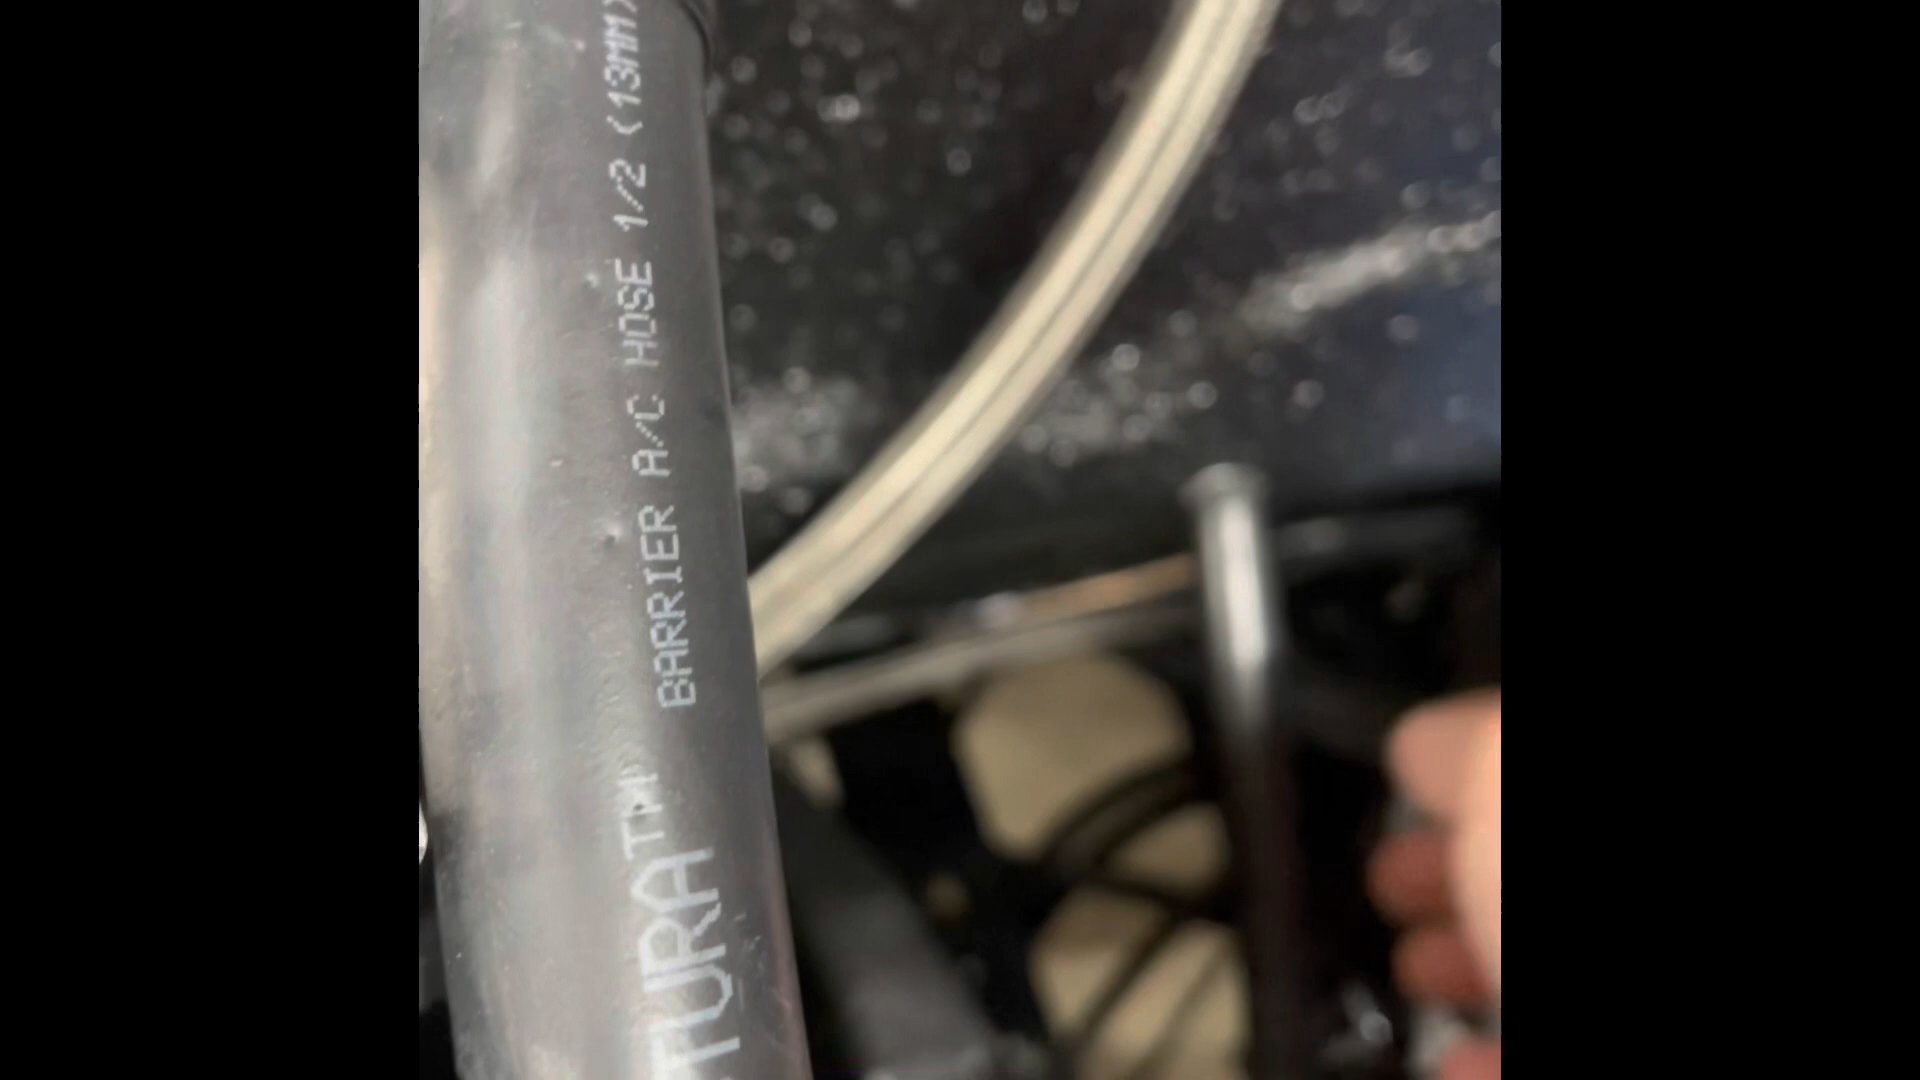 TURA™ BARRIER A/C HOSE 1/2 (13MM)